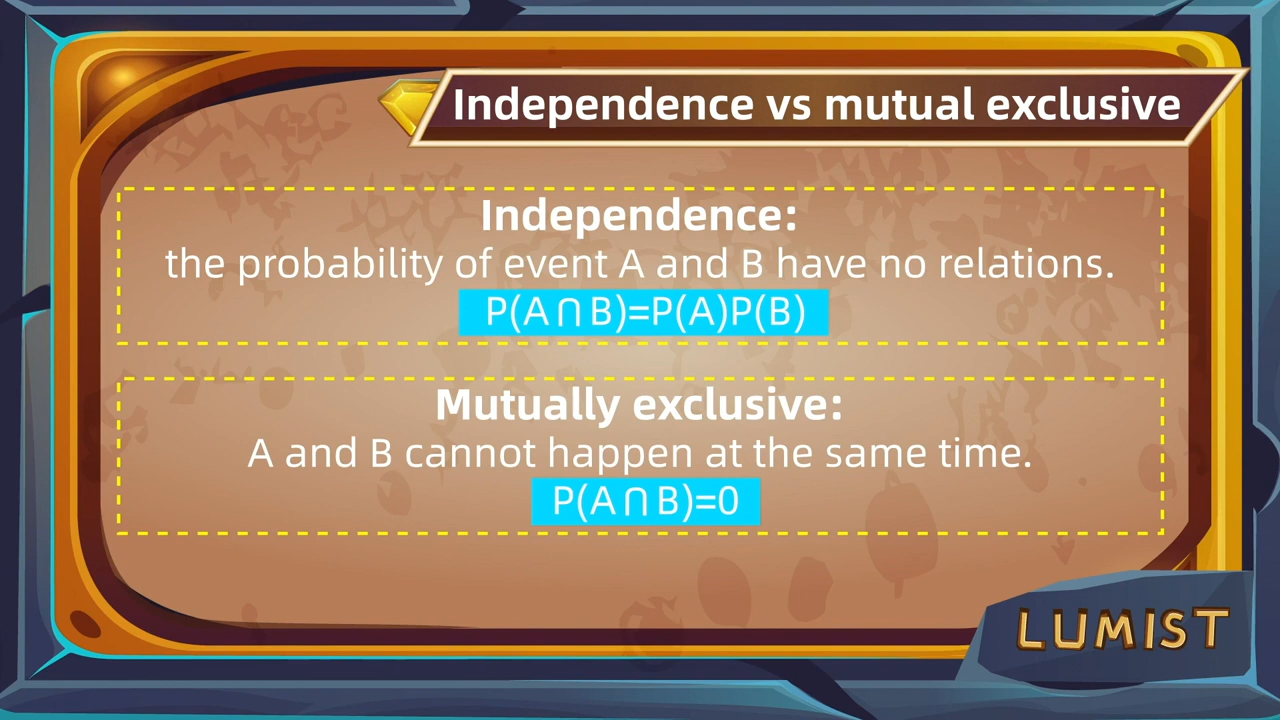 Independence vs mutual exclusive
Independence:
the probability of event A and B have no relations.
P(A∩B)=P(A)P(B)
Mutually exclusive:
A and B cannot happen at the same time.
P(A∩B)=0
LUMIST